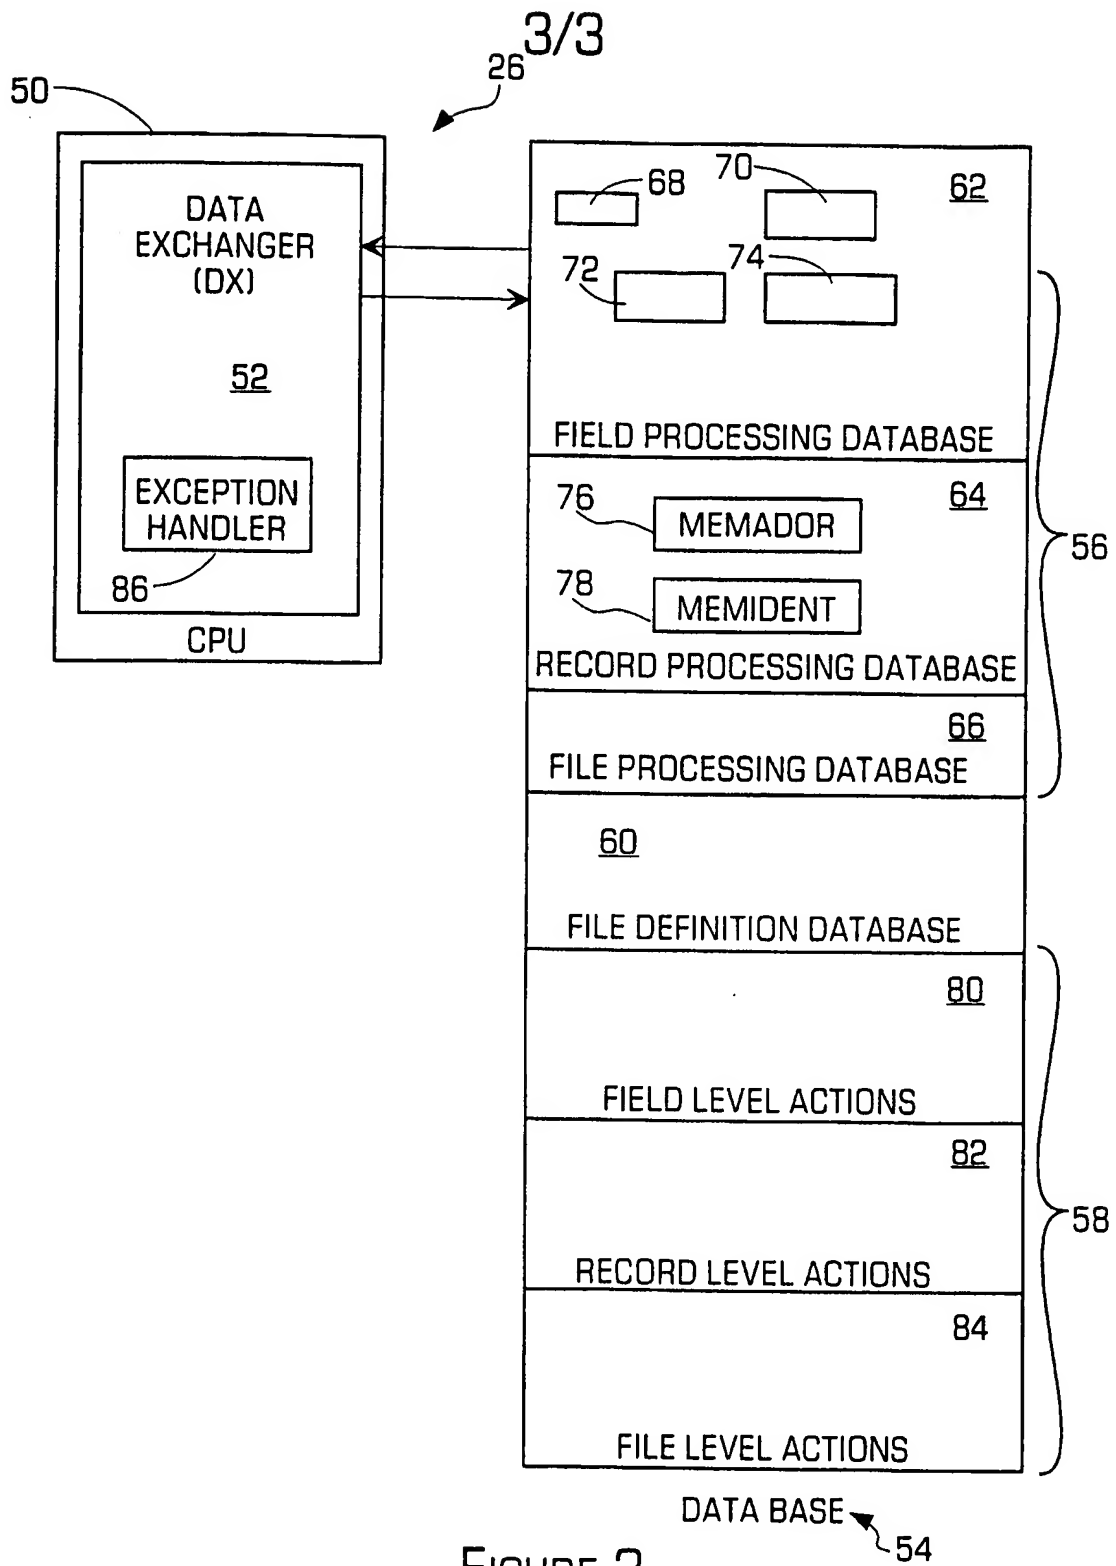 3/3
26
50
DATA
EXCHANGER
(DX)
52
EXCEPTION
HANDLER
86
CPU
68
70
62
72
74
FIELD PROCESSING DATABASE
56
64
76
MEMADOR
78
MEMIDENT
RECORD PROCESSING DATABASE
66
FILE PROCESSING DATABASE
60
FILE DEFINITION DATABASE
80
FIELD LEVEL ACTIONS
82
58
RECORD LEVEL ACTIONS
84
FILE LEVEL ACTIONS
DATA BASE
54